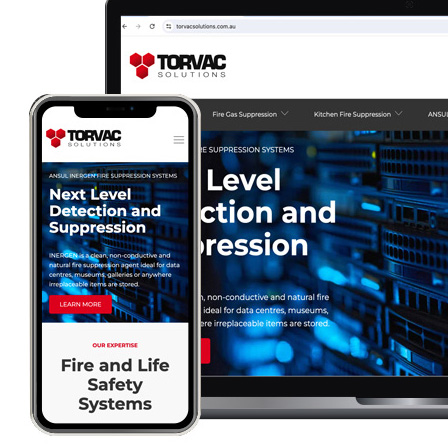 torvacsolutions.com.au
TORVAC
SOLUTIONS
Fire Gas Suppression
Kitchen Fire Suppression
ANSUL
RE SUPPRESSION SYSTEMS
Level
ction and
pression
n, non-conductive and natural fire
ideal for data centres, museums,
ere irreplaceable items are stored.
TORVAC
SOLUTIONS
ANSUL INERGEN FIRE SUPPRESSION SYSTEMS
Next Level
Detection and
Suppression
INERGEN is a clean, non-conductive and
natural fire suppression agent ideal for data
centres, museums, galleries or anywhere
irreplaceable items are stored.
LEARN MORE
OUR EXPERTISE
Fire and Life
Safety
Systems